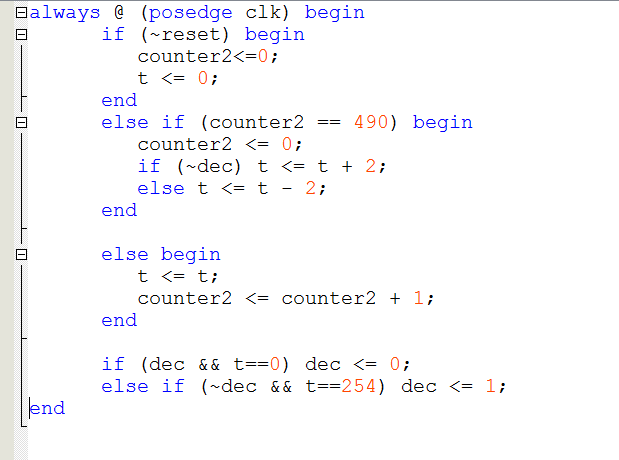 always @ (posedge clk) begin
if (~reset) begin
counter2<=0;
t <= 0;
end
else if (counter2 == 490) begin
counter2 <= 0;
if (~dec) t <= t + 2;
else t <= t - 2;
end
else begin
t <= t;
counter2 <= counter2 + 1;
end
if (dec && t==0) dec <= 0;
else if (~dec && t==254) dec <= 1;
end